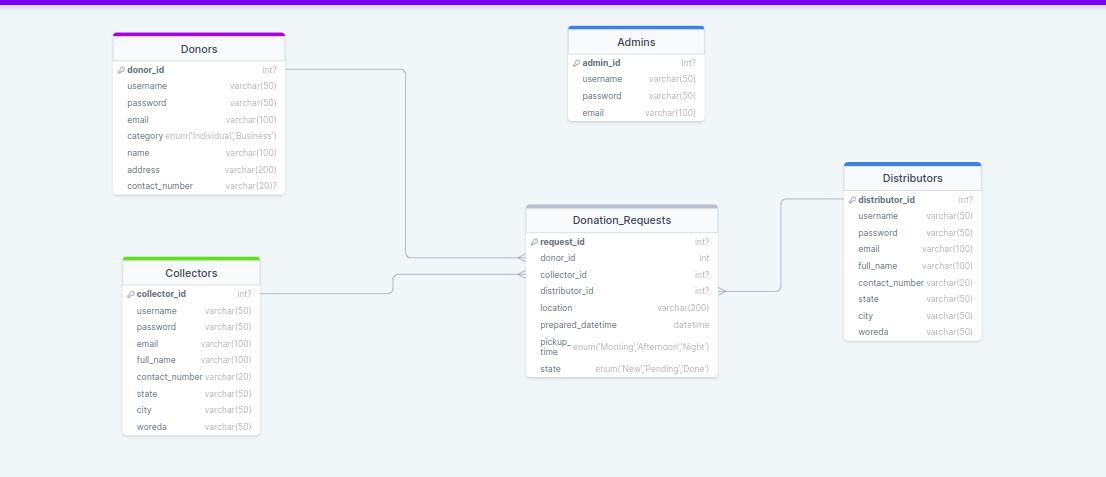 Donors
donor_id int?
username varchar(50)
password varchar(50)
email varchar(100)
category enum('Individual','Business')
name varchar(100)
address varchar(200)
contact_number varchar(20)?
Admins
admin_id int?
username varchar(50)
password varchar(50)
email varchar(100)
Distributors
distributor_id int?
username varchar(50)
password varchar(50)
email varchar(100)
full_name varchar(100)
contact_number varchar(20)
state varchar(50)
city varchar(50)
woreda varchar(50)
Donation_Requests
request_id int?
donor_id int
collector_id int?
distributor_id int?
location varchar(200)
prepared_datetime datetime
pickup_
time enum('Morning','Afternoon','Night')
state enum('New','Pending','Done')
Collectors
collector_id int?
username varchar(50)
password varchar(50)
email varchar(100)
full_name varchar(100)
contact_number varchar(20)
state varchar(50)
city varchar(50)
woreda varchar(50)